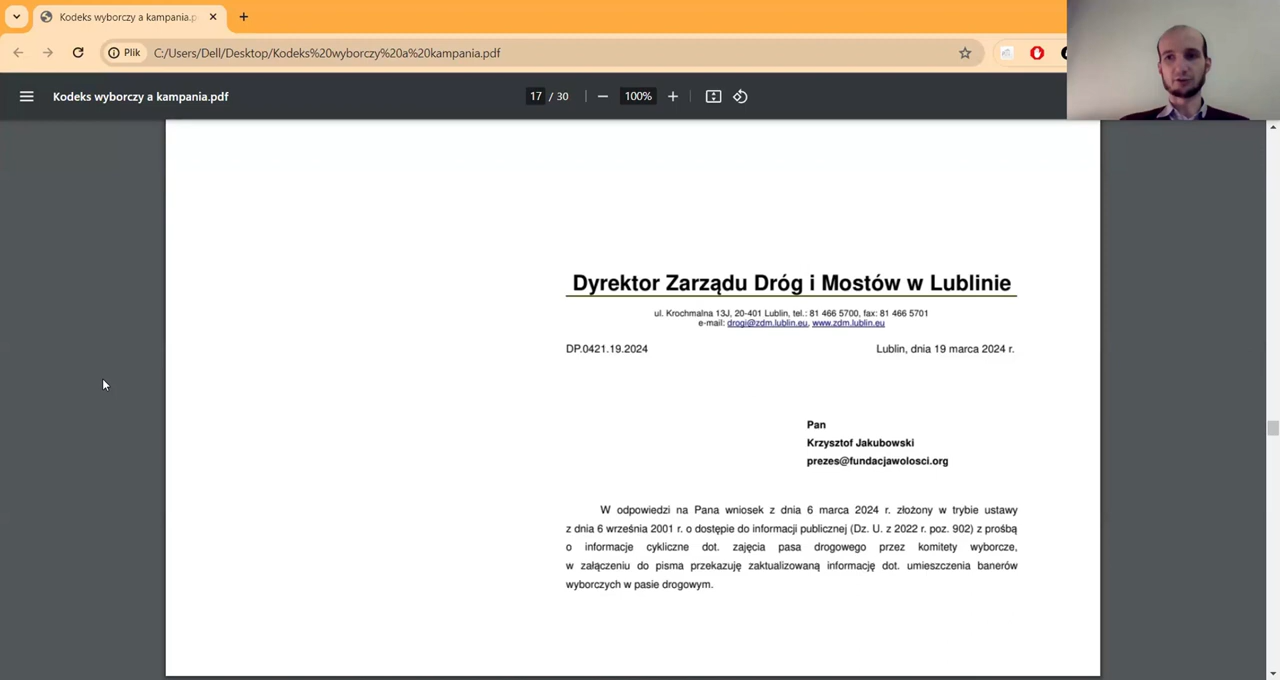 Kodeks wyborczy a kampania.p
Plik
C:/Users/Dell/Desktop/Kodeks%20wyborczy%20a%20kampania.pdf
Kodeks wyborczy a kampania.pdf
17 / 30
100%
Dyrektor Zarządu Dróg i Mostów w Lublinie
ul. Krochmalna 13J, 20-401 Lublin, tel.: 81 466 5700, fax: 81 466 5701
e-mail: drogi@zdm.lublin.eu, www.zdm.lublin.eu
DP.0421.19.2024
Lublin, dnia 19 marca 2024 r.
Pan
Krzysztof Jakubowski
prezes@fundacjawolosci.org
W odpowiedzi na Pana wniosek z dnia 6 marca 2024 r. złożony w trybie ustawy
z dnia 6 września 2001 r. o dostępie do informacji publicznej (Dz. U. z 2022 r. poz. 902) z prośbą
o informacje cykliczne dot. zajęcia pasa drogowego przez komitety wyborcze,
w załączeniu do pisma przekazuję zaktualizowaną informację dot. umieszczenia banerów
wyborczych w pasie drogowym.